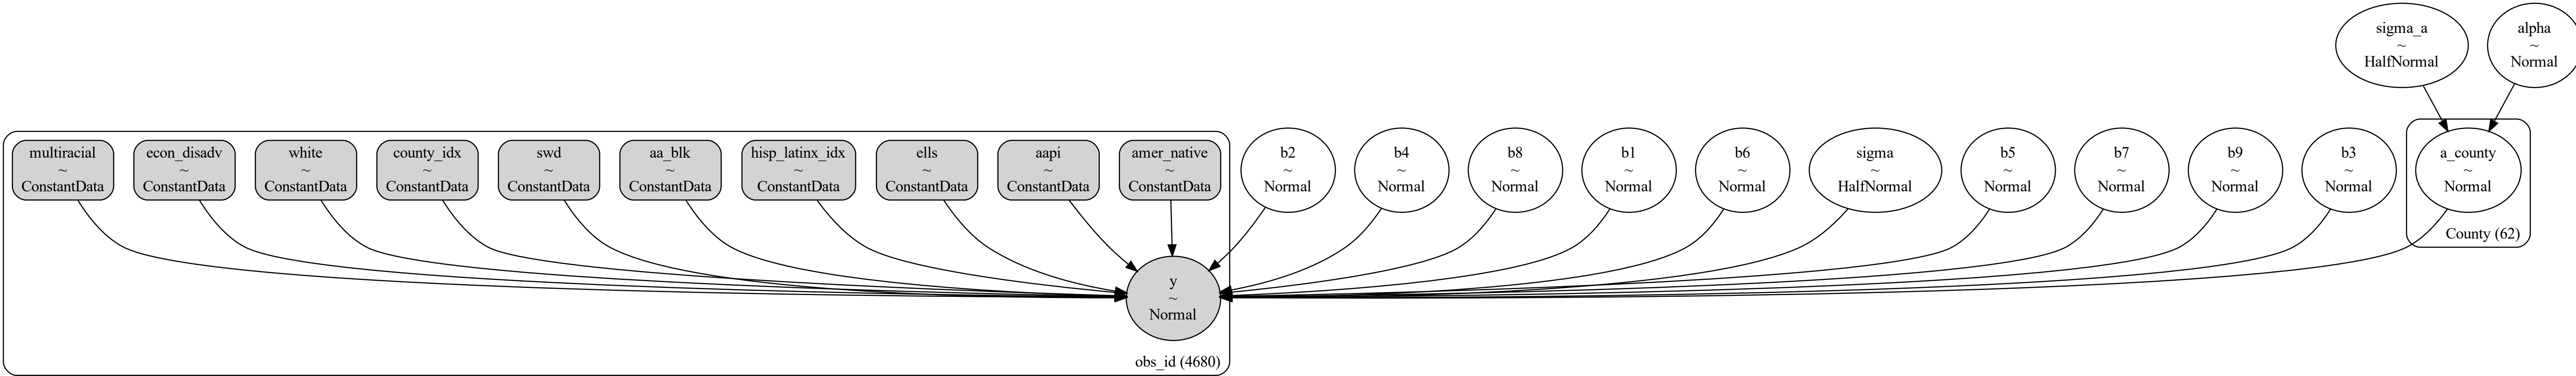 sigma_a
~
HalfNormal
alpha
~
Normal
multiracial
~
ConstantData
econ_disadv
~
ConstantData
white
~
ConstantData
county_idx
~
ConstantData
swd
~
ConstantData
aa_blk
~
ConstantData
hisp_latinx_idx
~
ConstantData
ells
~
ConstantData
aapi
~
ConstantData
amer_native
~
ConstantData
b2
~
Normal
b4
~
Normal
b8
~
Normal
b1
~
Normal
b6
~
Normal
sigma
~
HalfNormal
b5
~
Normal
b7
~
Normal
b9
~
Normal
b3
~
Normal
a_county
~
Normal
County (62)
y
~
Normal
obs_id (4680)